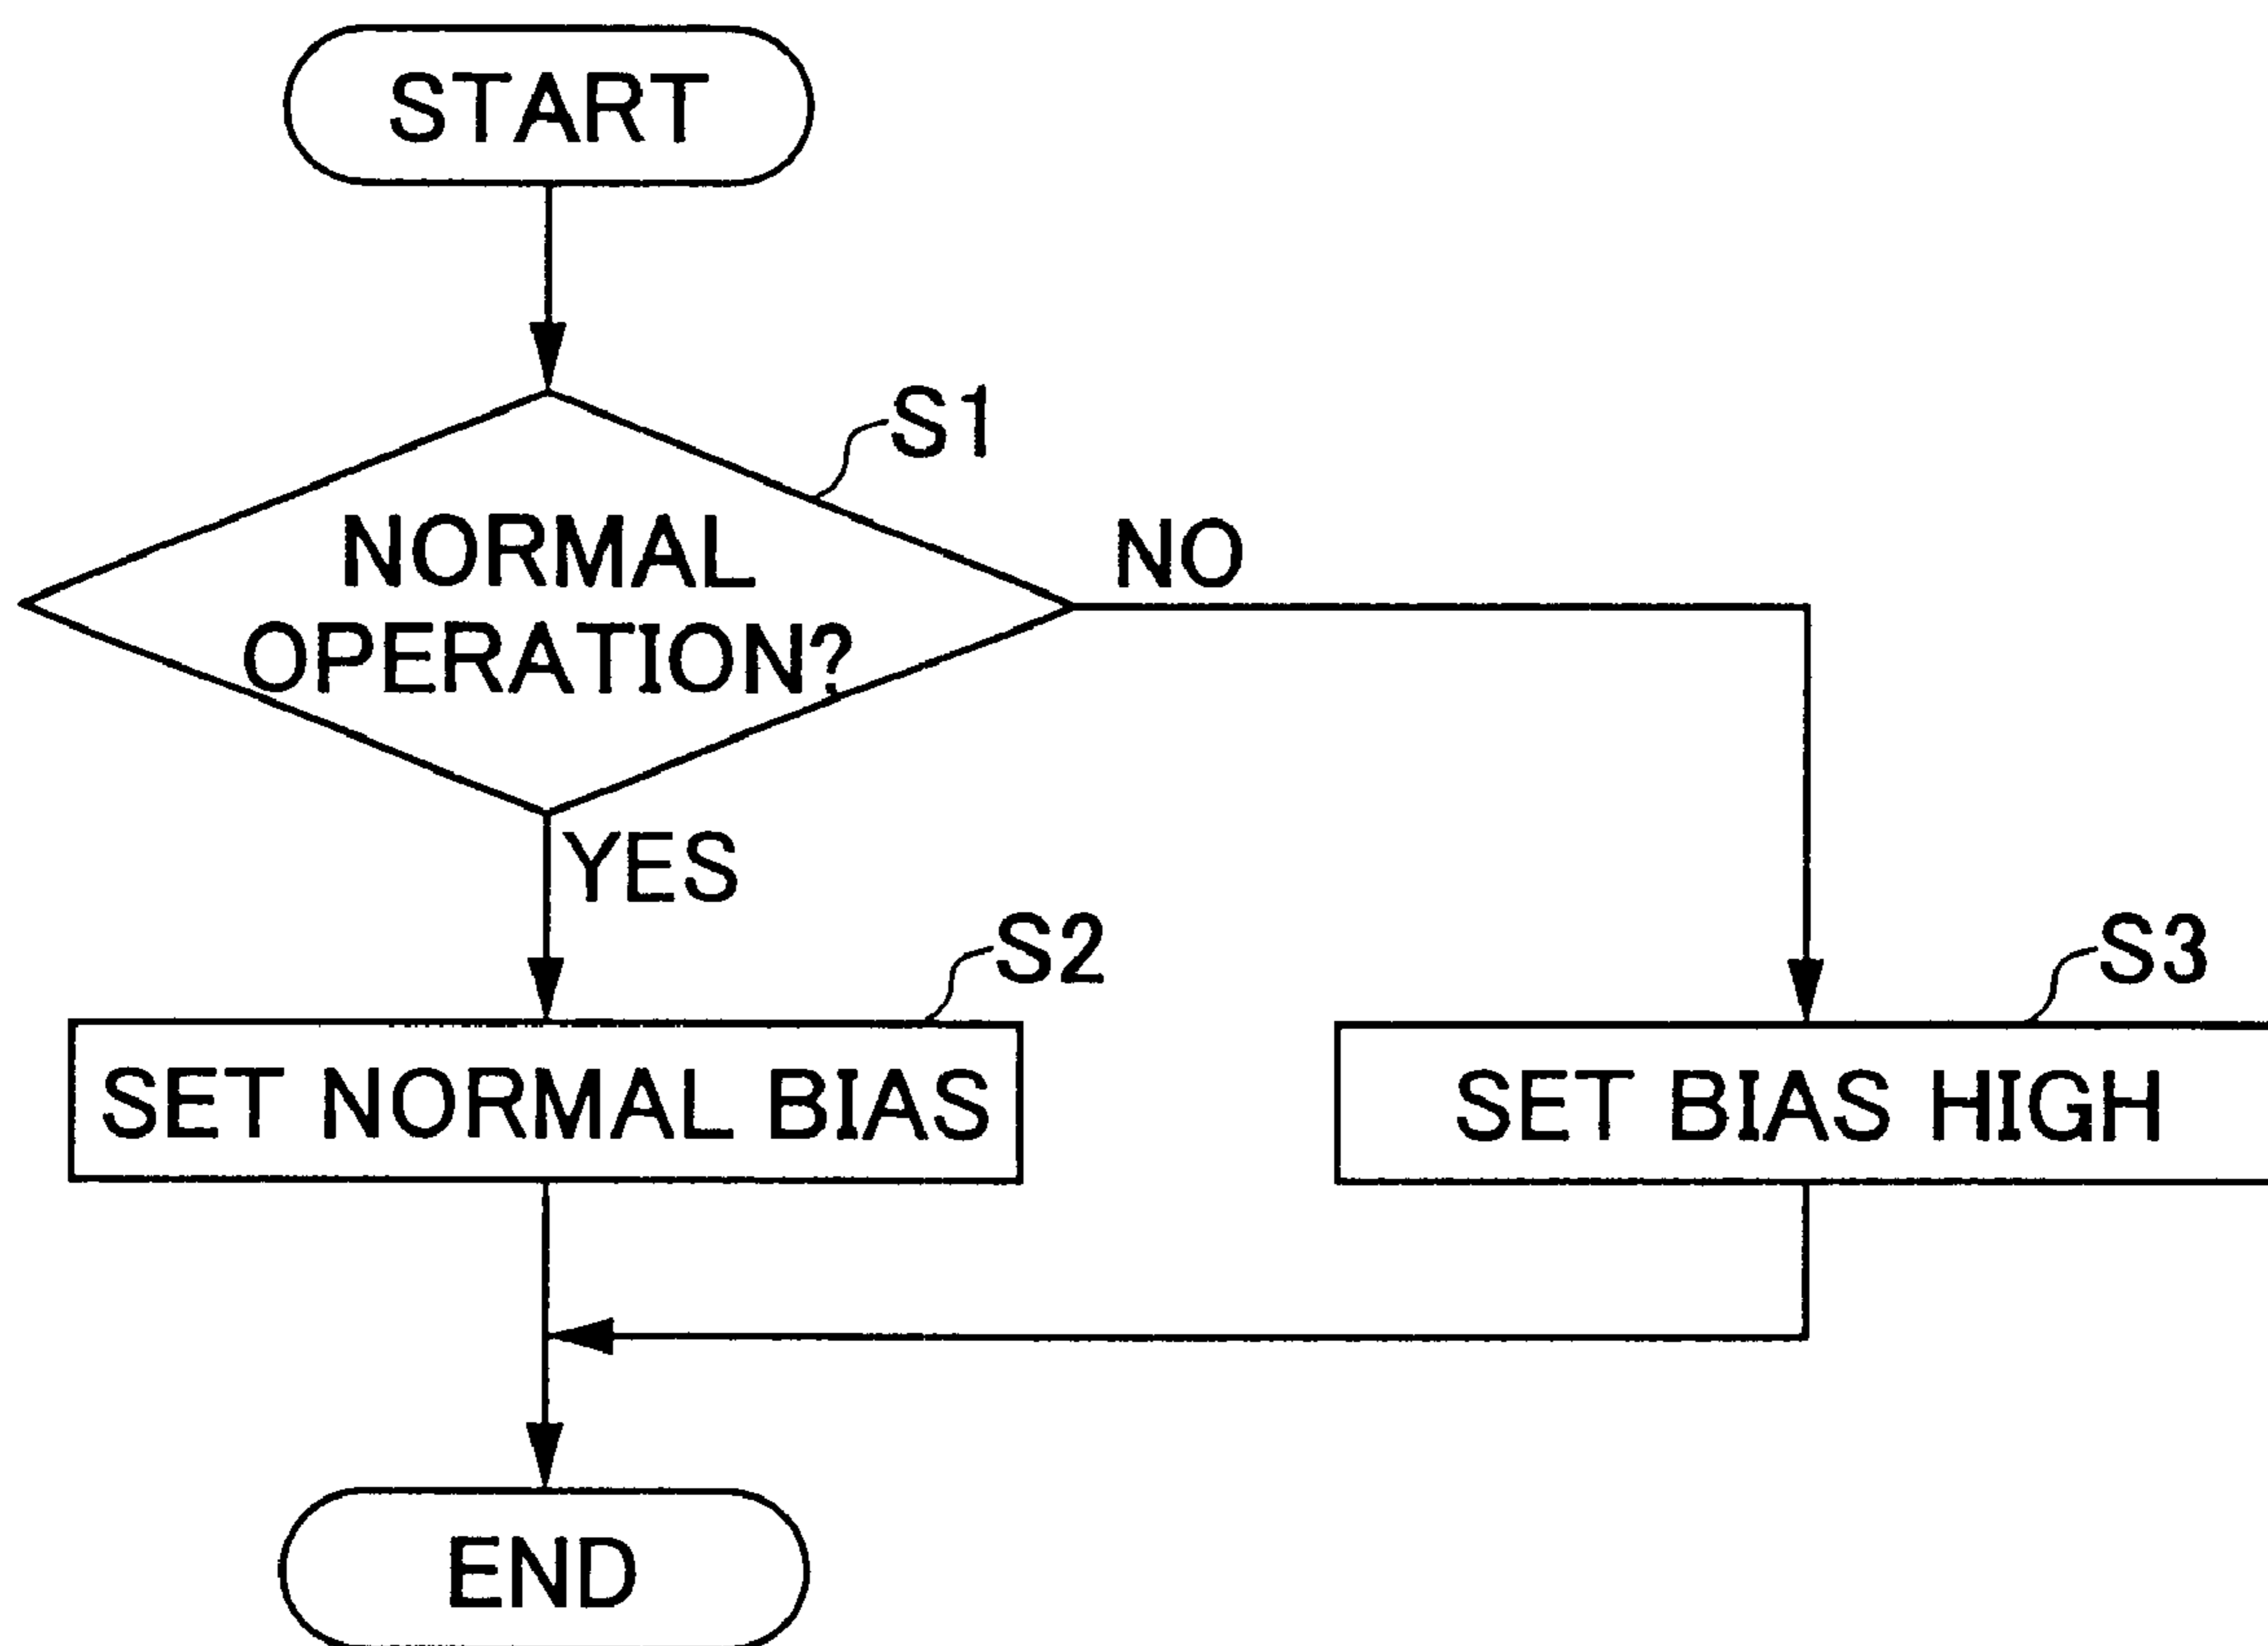 START
S1
NORMAL
OPERATION?
NO
YES
S2
S3
SET NORMAL BIAS
SET BIAS HIGH
END